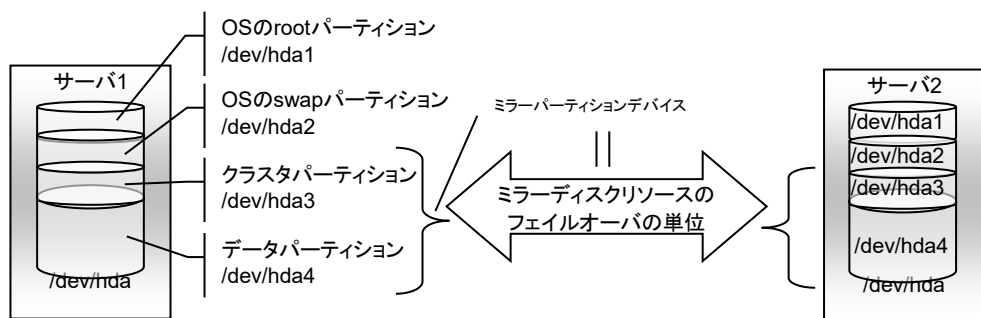 サーバ1
/dev/hda
OSのrootパーティション
/dev/hda1
OSのswapパーティション
/dev/hda2
クラスタパーティション
/dev/hda3
データパーティション
/dev/hda4
ミラーパーティションデバイス
||
ミラーディスクリソースの
フェイルオーバの単位
サーバ2
/dev/hda1
/dev/hda2
/dev/hda3
/dev/hda4
/dev/hda